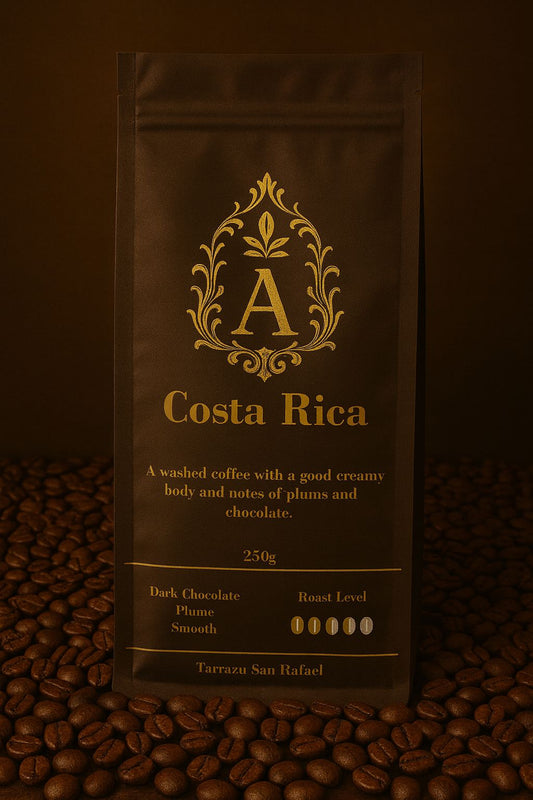 A
Costa Rica
A washed coffee with a good creamy
body and notes of plums and
chocolate.
250g
Dark Chocolate
Plume
Smooth
Roast Level
Tarrazu San Rafael